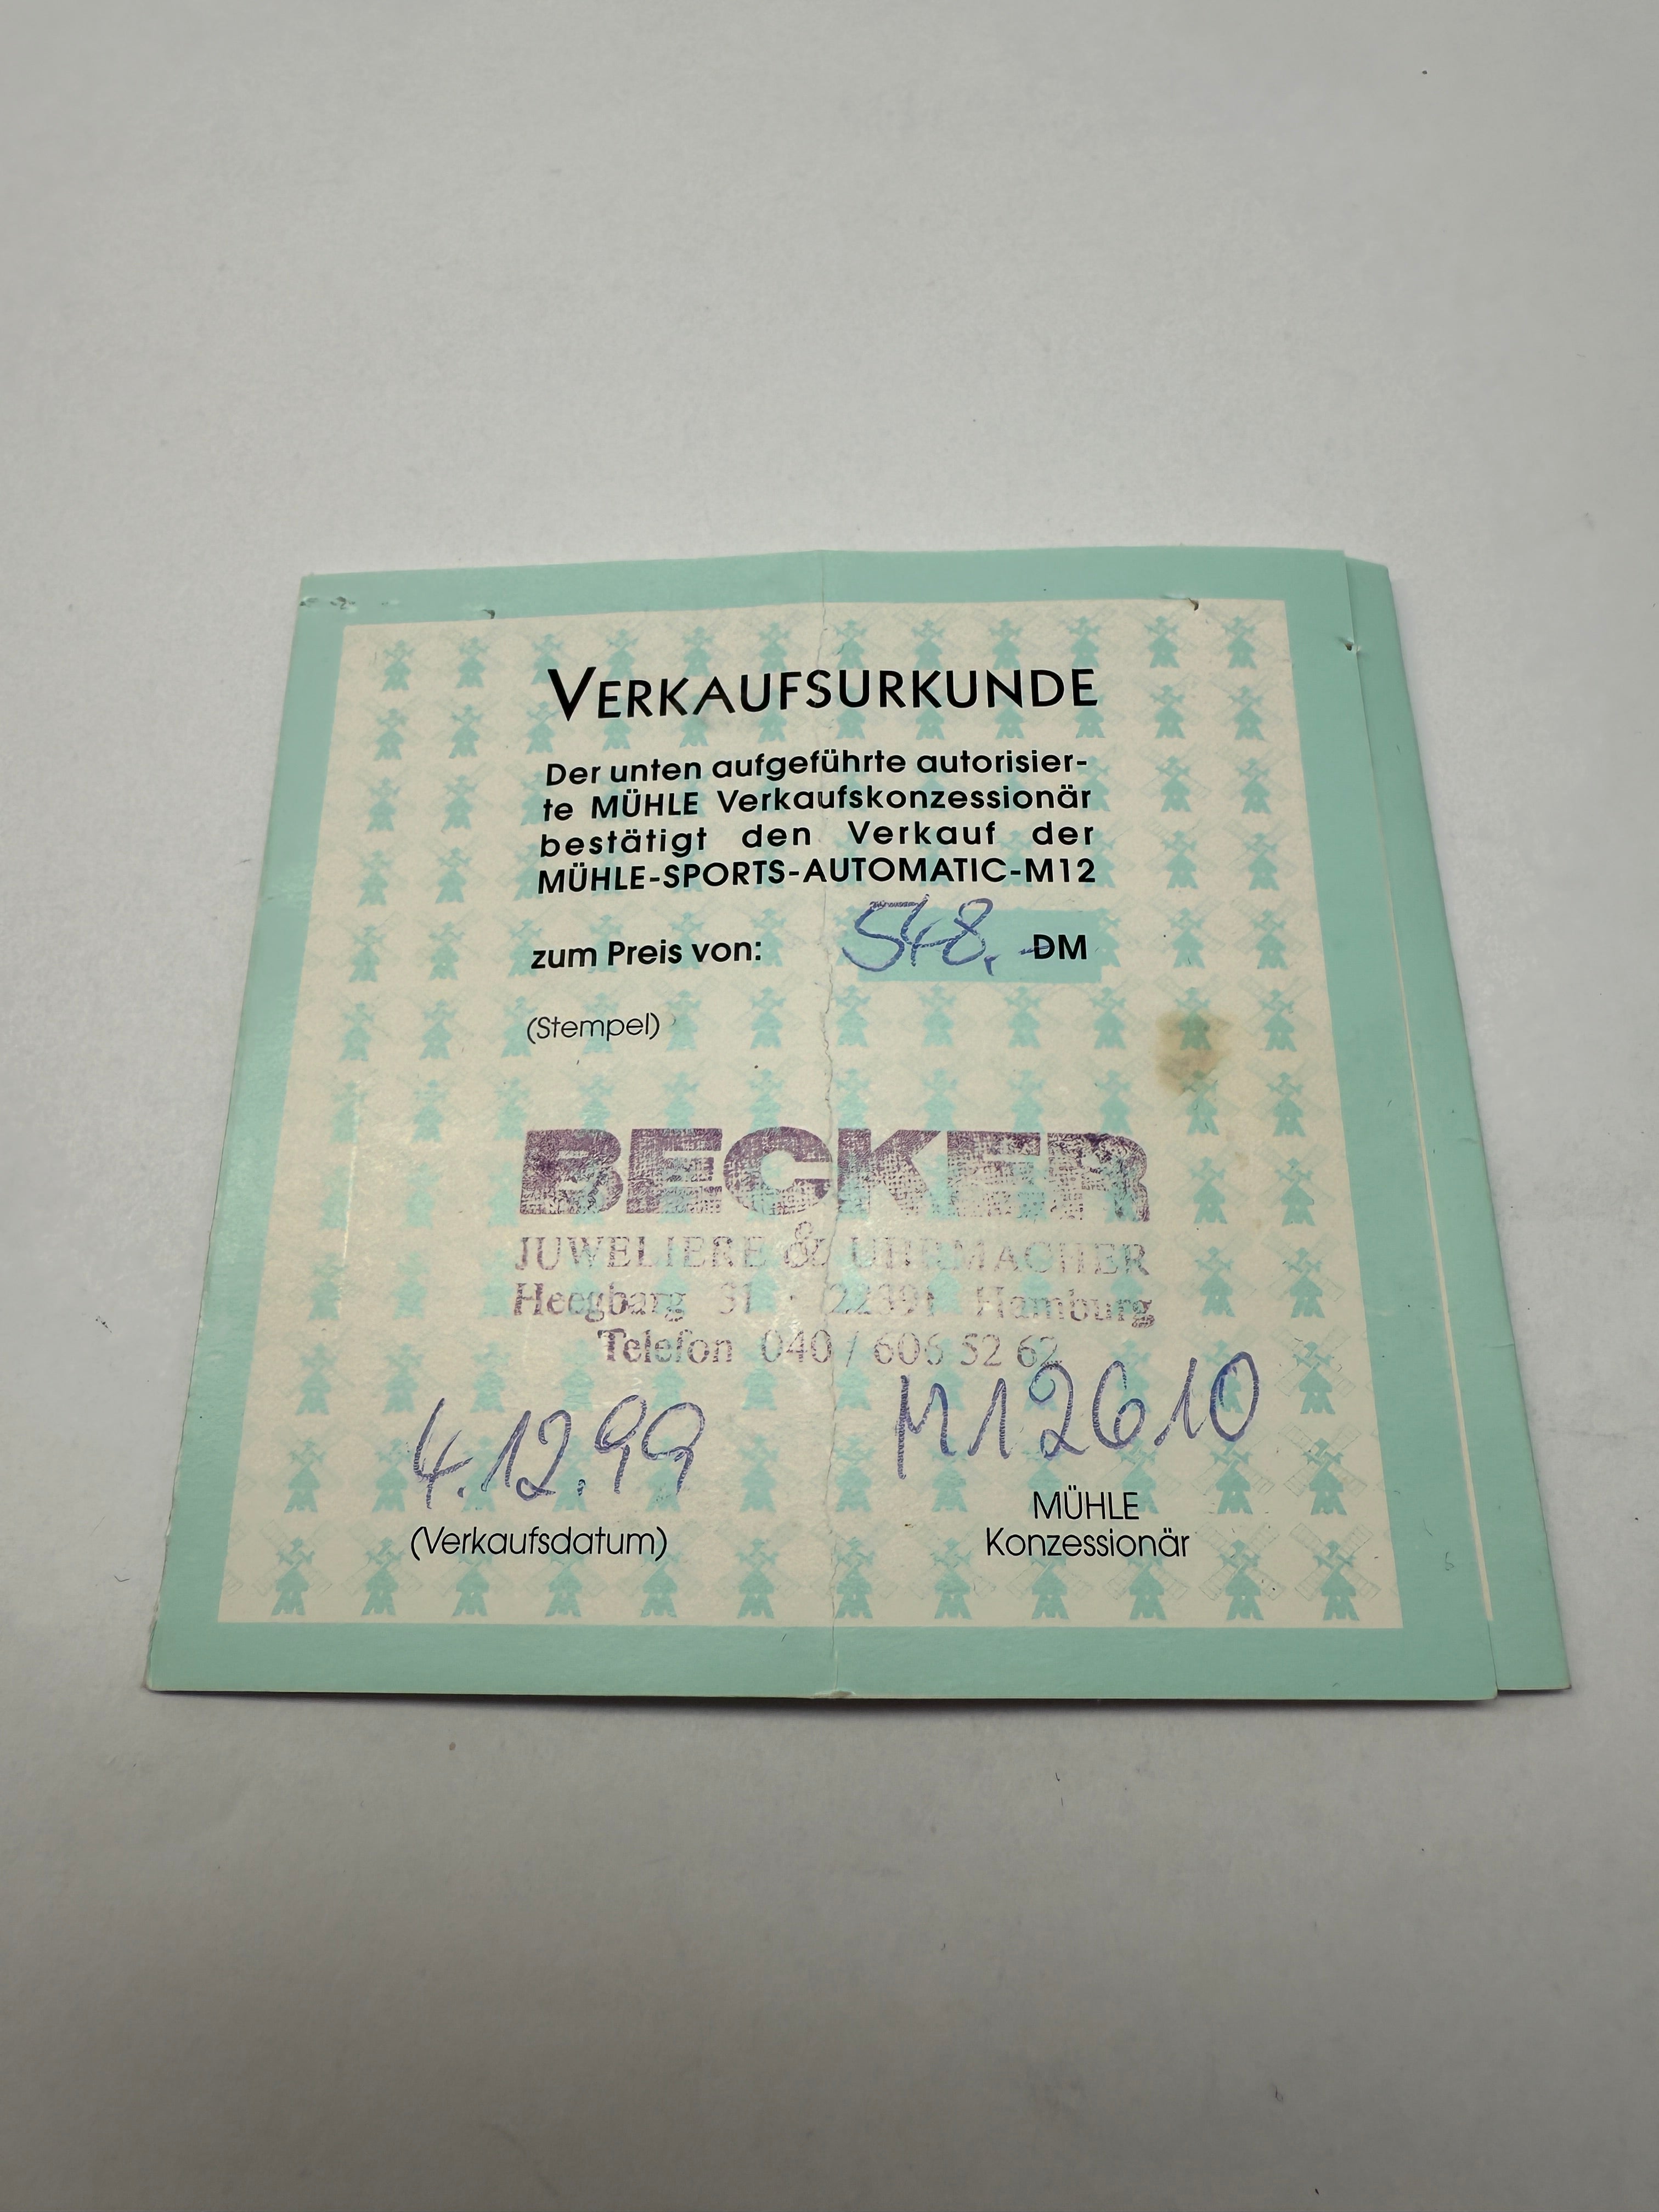 VERKAUFSURKUNDE
Der unten aufgeführte autorisier-
te MÜHLE Verkaufskonzessionär
bestätigt den Verkauf der
MÜHLE-SPORTS-AUTOMATIC-M12
zum Preis von: 548,- DM
(Stempel)
BECKER
JUWELIERE & UHRMACHER
Heegbarg 31 · 22391 Hamburg
Telefon 040 / 606 52 62
4.12.99 M12610
(Verkaufsdatum)
MÜHLE
Konzessionär